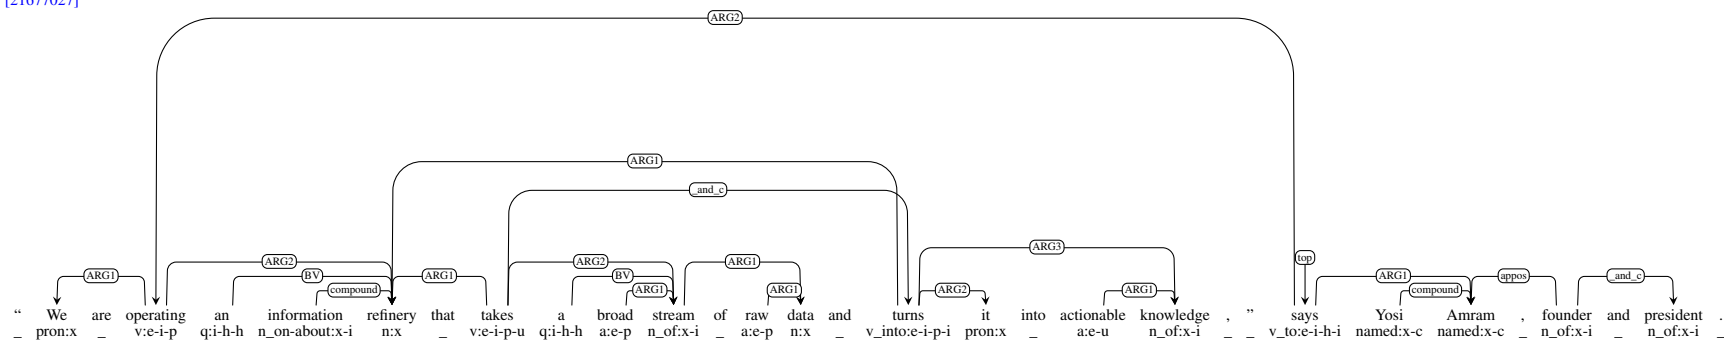 [21677027]
ARG2
ARG1
_and_c
ARG3
top
ARG1 ARG2 BV compound ARG1 ARG2 BV ARG1 ARG1 ARG1 ARG2 ARG1 ARG1 compound appos _and_c
“ We are operating an information refinery that takes a broad stream of raw data and turns it into actionable knowledge , ” says Yosi Amram , founder and president .
_ pron:x _ v:e-i-p q:i-h-h n_on-about:x-i n:x _ v:e-i-p-u q:i-h-h a:e-p n_of:x-i _ a:e-p n:x _ v_into:e-i-p-i pron:x _ a:e-u n_of:x-i _ _ v_to:e-i-h-i named:x-c named:x-c _ n_of:x-i _ n_of:x-i _